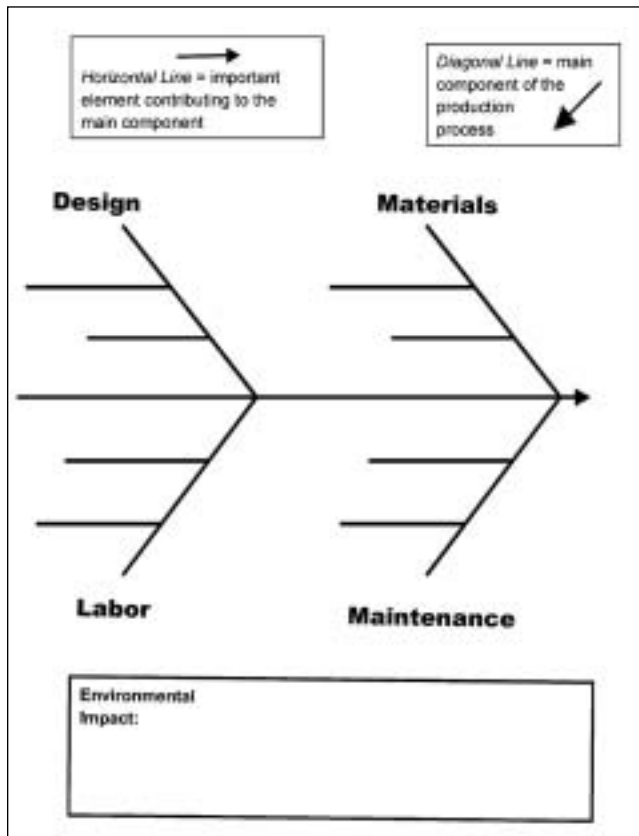 Horizontal Line = important
element contributing to the
main component
Diagonal Line = main
component of the
production
process
Design
Materials
Labor
Maintenance
Environmental
Impact: